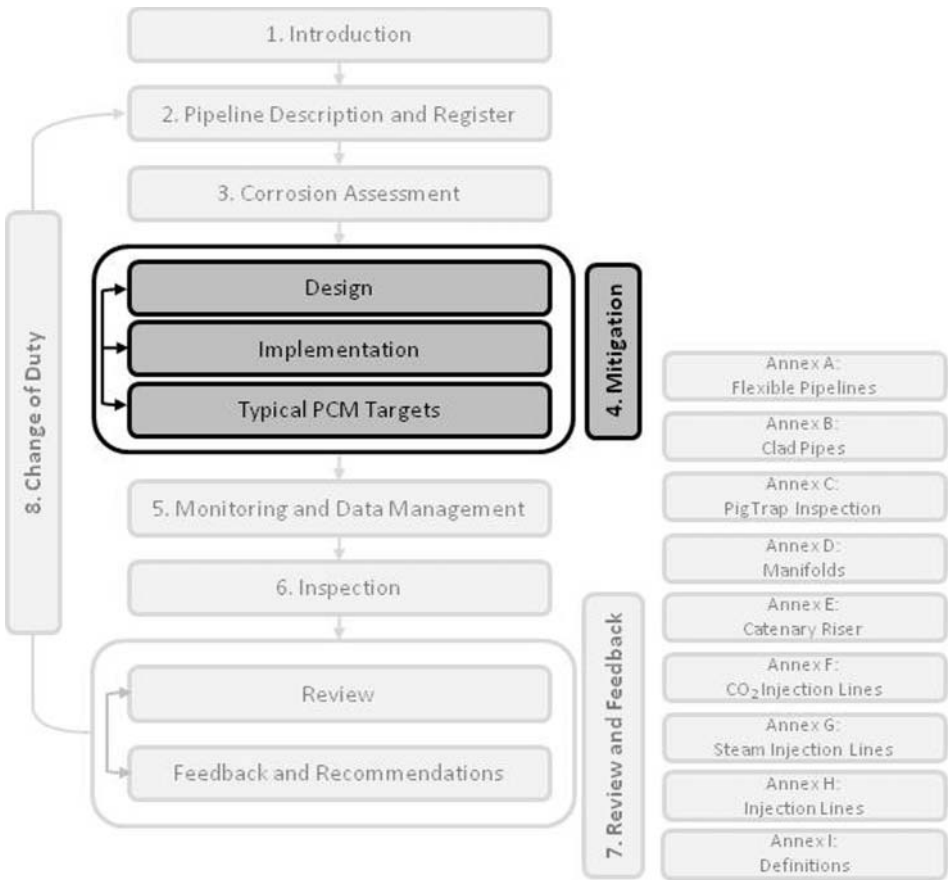 1. Introduction
2. Pipeline Description and Register
3. Corrosion Assessment
Design
Implementation
Typical PCM Targets
4. Mitigation
5. Monitoring and Data Management
6. Inspection
Review
Feedback and Recommendations
7. Review and Feedback
8. Change of Duty
Annex A:
Flexible Pipelines
Annex B:
Clad Pipes
Annex C:
PigTrap Inspection
Annex D:
Manifolds
Annex E:
Catenary Riser
Annex F:
CO₂ Injection Lines
Annex G:
Steam Injection Lines
Annex H:
Injection Lines
Annex I:
Definitions